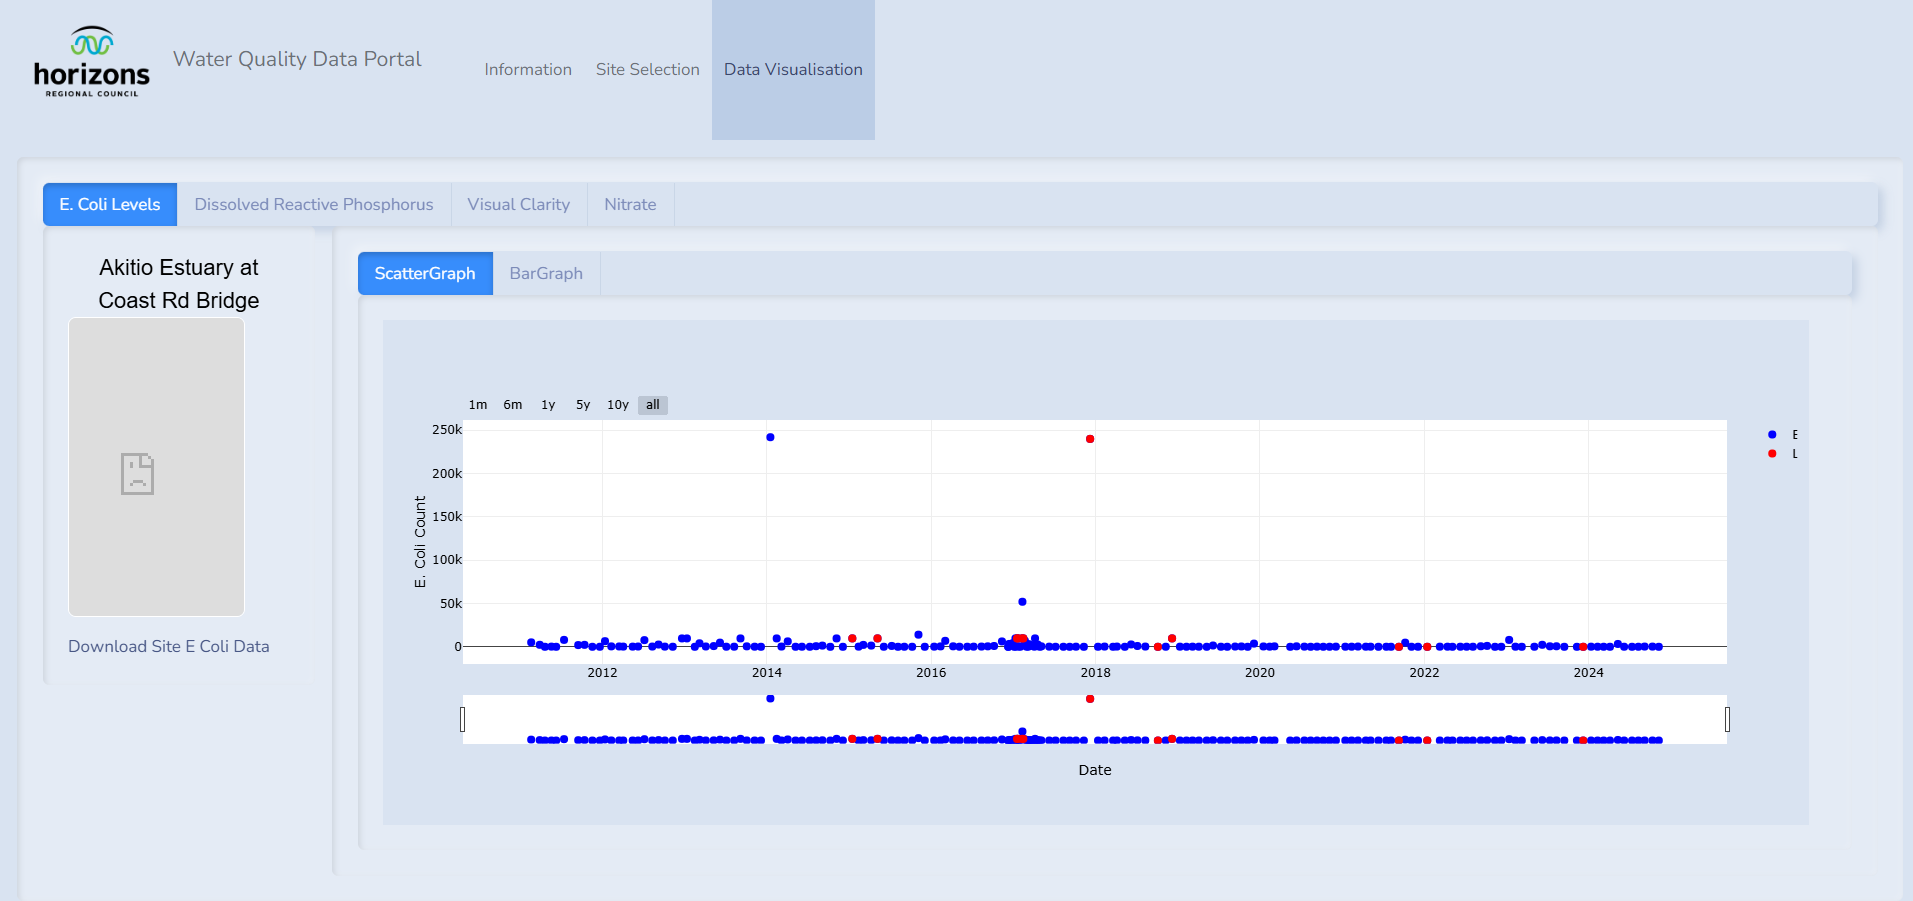 horizons
REGIONAL COUNCIL
Water Quality Data Portal
Information
Site Selection
Data Visualisation
E. Coli Levels
Dissolved Reactive Phosphorus
Visual Clarity
Nitrate
Akitio Estuary at
Coast Rd Bridge
Download Site E Coli Data
ScatterGraph
BarGraph
1m 6m 1y 5y 10y all
250k
200k
150k
100k
50k
0
E. Coli Count
2012 2014 2016 2018 2020 2022 2024
Date
E
L